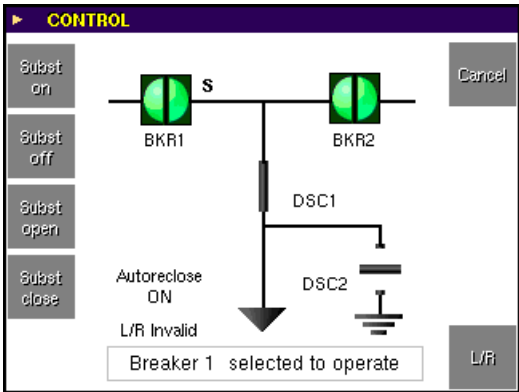 CONTROL
Subst
on
Cancel
S
BKR1
BKR2
Subst
off
DSC1
Subst
open
Subst
close
Autoreclose
ON
DSC2
L/R Invalid
Breaker 1 selected to operate
L/R